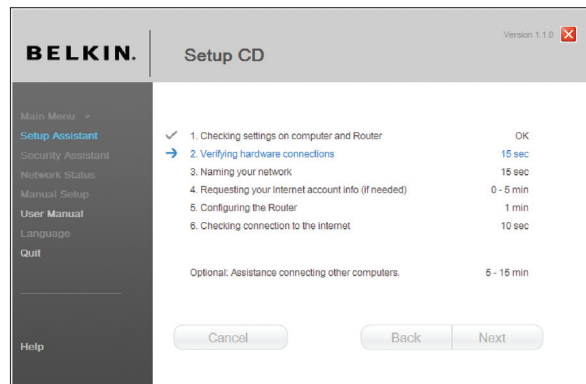 Version 1.1.0
BELKIN.
Setup CD
Main Menu >
Setup Assistant
Security Assistant
Network Status
Manual Setup
User Manual
Language
Quit
Help
1. Checking settings on computer and Router OK
2. Verifying hardware connections 15 sec
3. Naming your network 15 sec
4. Requesting your Internet account info (if needed) 0 - 5 min
5. Configuring the Router 1 min
6. Checking connection to the internet 10 sec
Optional: Assistance connecting other computers. 5 - 15 min
Cancel
Back
Next